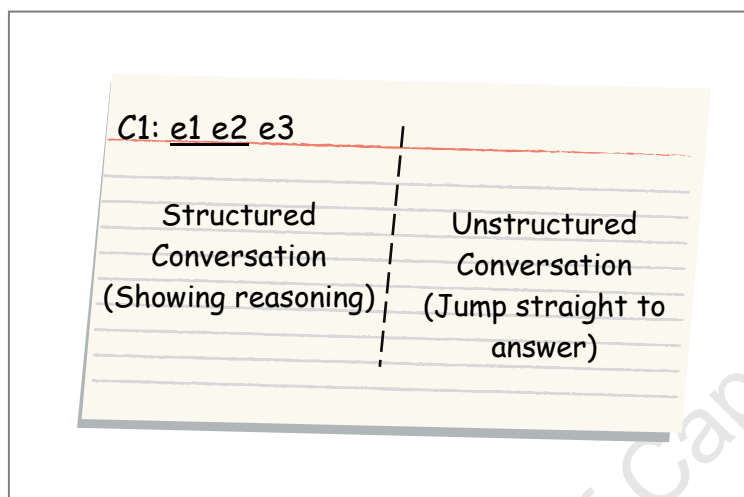 C1: e1 e2 e3
Structured
Conversation
(Showing reasoning)
Unstructured
Conversation
(Jump straight to
answer)